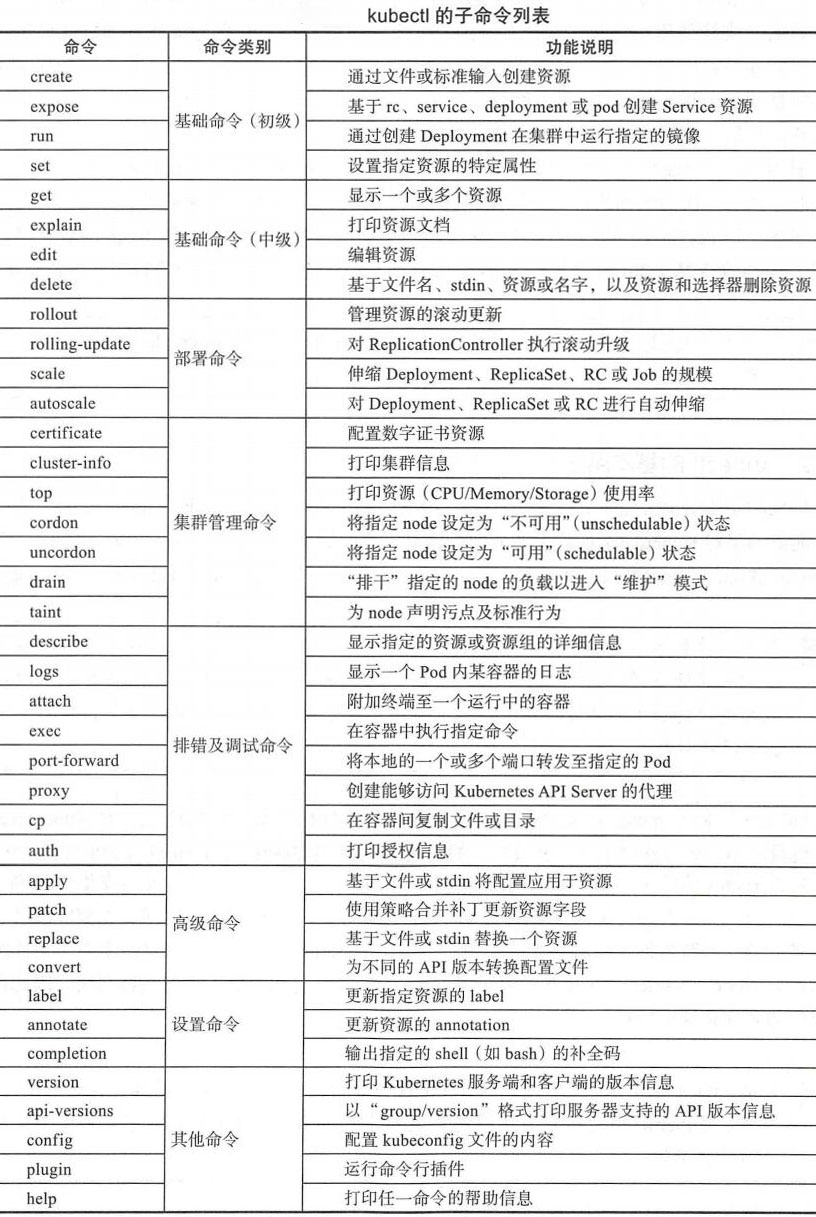 kubectl 的子命令列表
命令 命令类别 功能说明
create 通过文件或标准输入创建资源
expose 基于 rc、service、deployment 或 pod 创建 Service 资源
基础命令（初级）
run 通过创建 Deployment 在集群中运行指定的镜像
set 设置指定资源的特定属性
get 显示一个或多个资源
explain 打印资源文档
基础命令（中级）
edit 编辑资源
delete 基于文件名、stdin、资源或名字，以及资源和选择器删除资源
rollout 管理资源的滚动更新
rolling-update 对 ReplicationController 执行滚动升级
部署命令
scale 伸缩 Deployment、ReplicaSet、RC 或 Job 的规模
autoscale 对 Deployment、ReplicaSet 或 RC 进行自动伸缩
certificate 配置数字证书资源
cluster-info 打印集群信息
top 打印资源（CPU/Memory/Storage）使用率
cordon 集群管理命令 将指定 node 设定为“不可用”（unschedulable）状态
uncordon 将指定 node 设定为“可用”（schedulable）状态
drain “排干”指定的 node 的负载以进入“维护”模式
taint 为 node 声明污点及标准行为
describe 显示指定的资源或资源组的详细信息
logs 显示一个 Pod 内某容器的日志
attach 附加终端至一个运行中的容器
exec 在容器中执行指定命令
排错及调试命令
port-forward 将本地的一个或多个端口转发至指定的 Pod
proxy 创建能够访问 Kubernetes API Server 的代理
cp 在容器间复制文件或目录
auth 打印授权信息
apply 基于文件或 stdin 将配置应用于资源
patch 使用策略合并补丁更新资源字段
高级命令
replace 基于文件或 stdin 替换一个资源
convert 为不同的 API 版本转换配置文件
label 更新指定资源的 label
annotate 设置命令 更新资源的 annotation
completion 输出指定的 shell（如 bash）的补全码
version 打印 Kubernetes 服务端和客户端的版本信息
api-versions 以“group/version”格式打印服务器支持的 API 版本信息
config 其他命令 配置 kubeconfig 文件的内容
plugin 运行命令行插件
help 打印任一命令的帮助信息